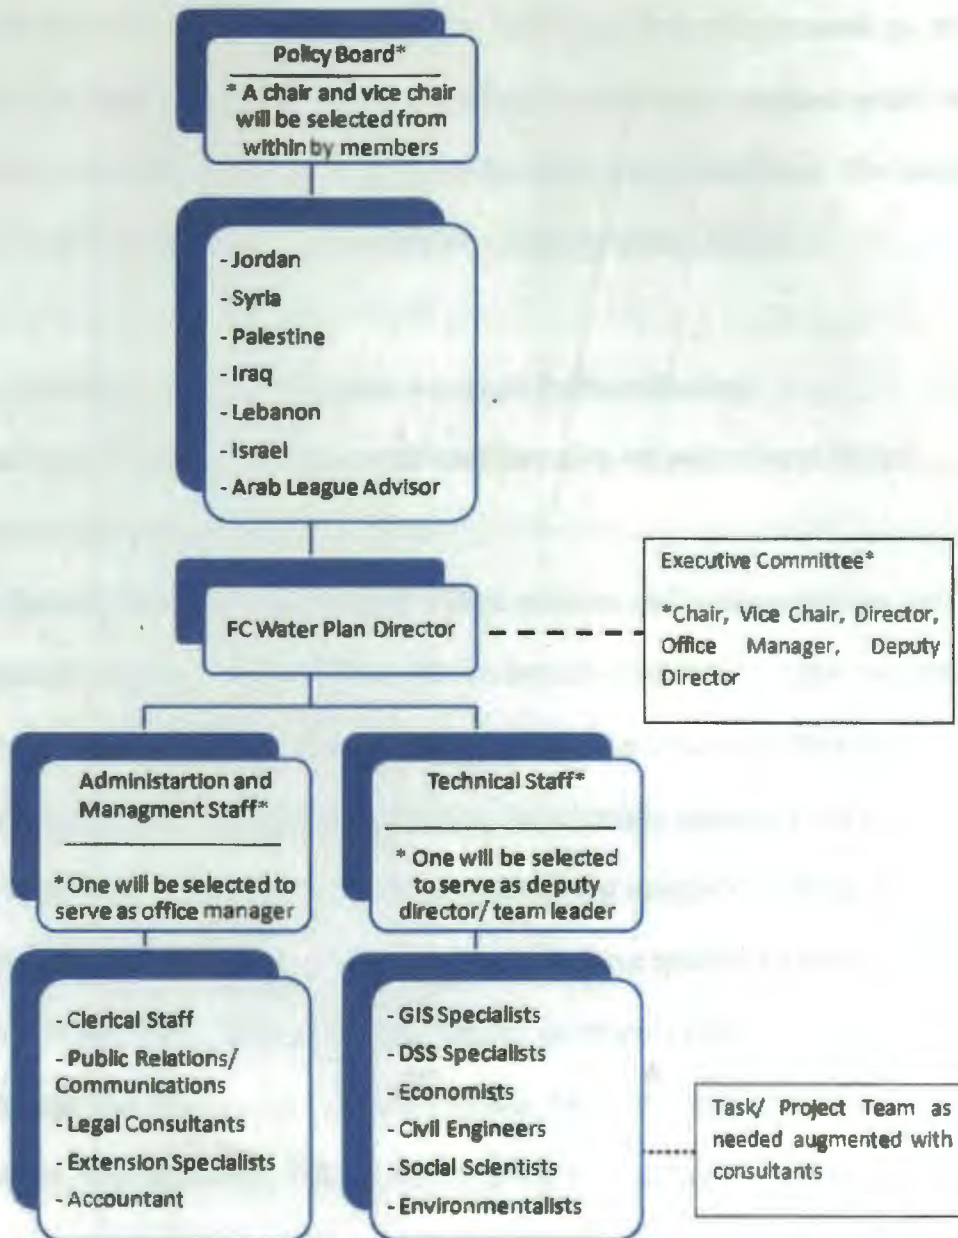 Policy Board*
* A chair and vice chair
will be selected from
within by members
- Jordan
- Syria
- Palestine
- Iraq
- Lebanon
- Israel
- Arab League Advisor
FC Water Plan Director
Executive Committee*
*Chair, Vice Chair, Director,
Office Manager, Deputy
Director
Administartion and
Managment Staff*
* One will be selected to
serve as office manager
Technical Staff*
* One will be selected
to serve as deputy
director/ team leader
- Clerical Staff
- Public Relations/
Communications
- Legal Consultants
- Extension Specialists
- Accountant
- GIS Specialists
- DSS Specialists
- Economists
- Civil Engineers
- Social Scientists
- Environmentalists
Task/ Project Team as
needed augmented with
consultants